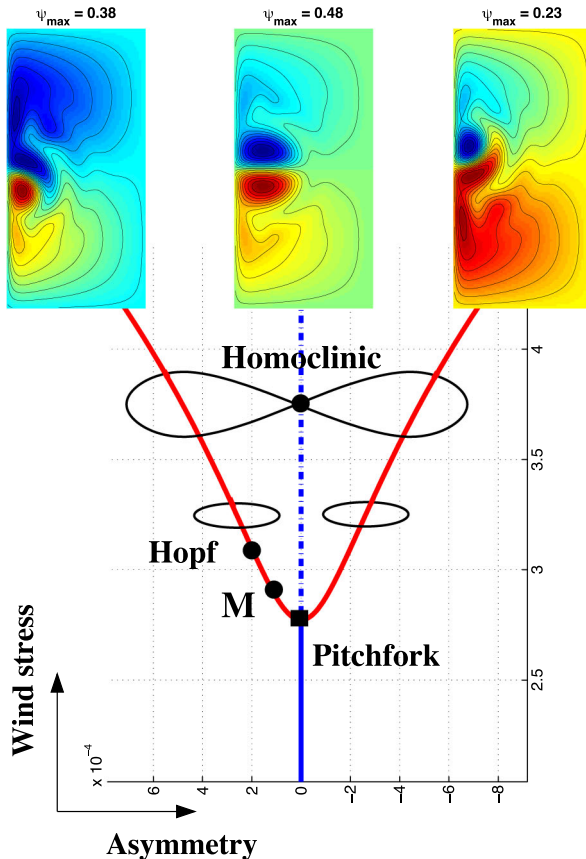 ψmax = 0.38
ψmax = 0.48
ψmax = 0.23
Homoclinic
Hopf
M
Pitchfork
4
3.5
3
2.5
x 10⁻⁴
6
4
2
0
−2
−4
−6
−8
Wind stress
Asymmetry